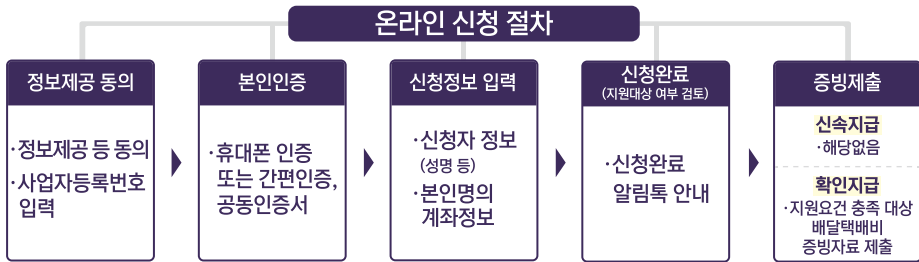 온라인 신청 절차
정보제공 동의
·정보제공 등 동의
·사업자등록번호
입력
본인인증
·휴대폰 인증
또는 간편인증,
공동인증서
신청정보 입력
·신청자 정보
(성명 등)
·본인명의
계좌정보
신청완료
(지원대상 여부 검토)
·신청완료
알림톡 안내
증빙제출
신속지급
·해당없음
확인지급
·지원요건 충족 대상
배달택배비
증빙자료 제출